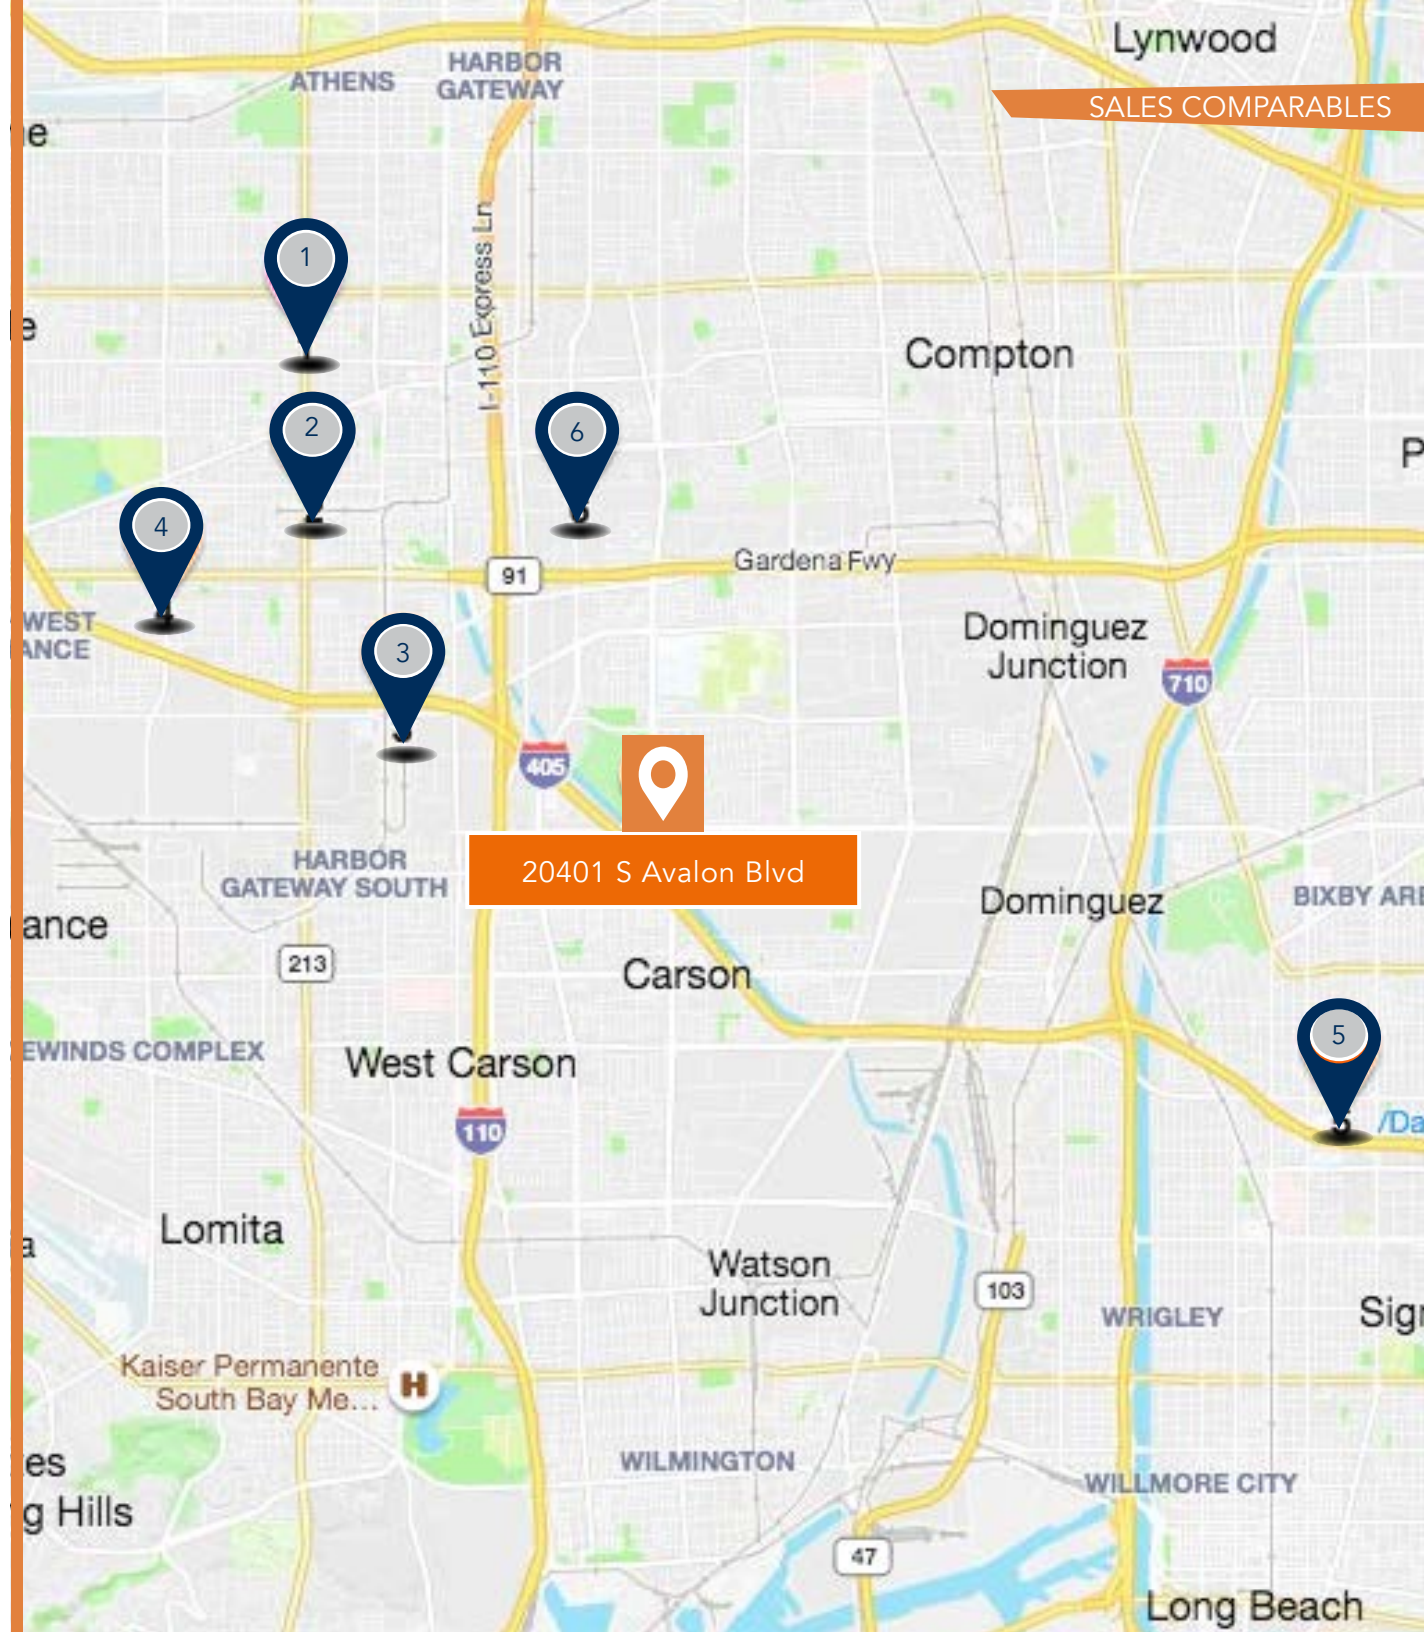 Lynwood
HARBOR
GATEWAY
ATHENS
SALES COMPARABLES
1
I-110 Express Ln
Compton
2
6
4
91
Gardena Fwy
WEST
3
Dominguez
Junction
710
405
20401 S Avalon Blvd
HARBOR
GATEWAY SOUTH
Dominguez
BIXBY ARE
ance
213
Carson
EWINDS COMPLEX
West Carson
5
110
/Da
Lomita
Watson
Junction
103
WRIGLEY
Sign
Kaiser Permanente
South Bay Me...
H
es
g Hills
WILMINGTON
WILLMORE CITY
47
Long Beach